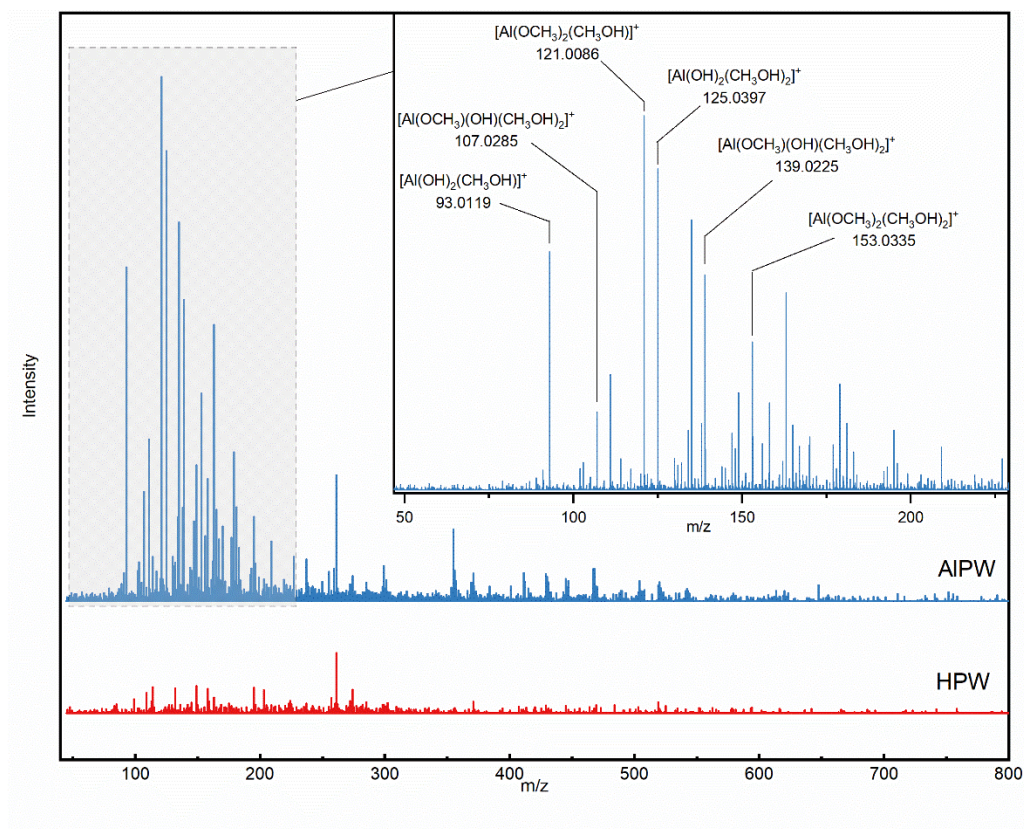 [Al(OCH₃)₂(CH₃OH)]⁺
121.0086
[Al(OH)₂(CH₃OH)₂]⁺
125.0397
[Al(OCH₃)(OH)(CH₃OH)₂]⁺
107.0285
[Al(OCH₃)(OH)(CH₃OH)₂]⁺
139.0225
[Al(OH)₂(CH₃OH)]⁺
93.0119
[Al(OCH₃)₂(CH₃OH)₂]⁺
153.0335
50 100 150 200
m/z
Intensity
AlPW
HPW
100 200 300 400 500 600 700 800
m/z